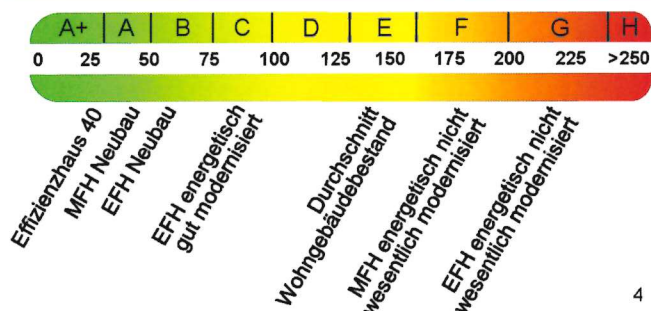 A+ A B C D E F G H
0 25 50 75 100 125 150 175 200 225 >250
Effizienzhaus 40
MFH Neubau
EFH Neubau
EFH energetisch
gut modernisiert
Durchschnitt
Wohngebäudebestand
MFH energetisch nicht
wesentlich modernisiert
EFH energetisch nicht
wesentlich modernisiert
4